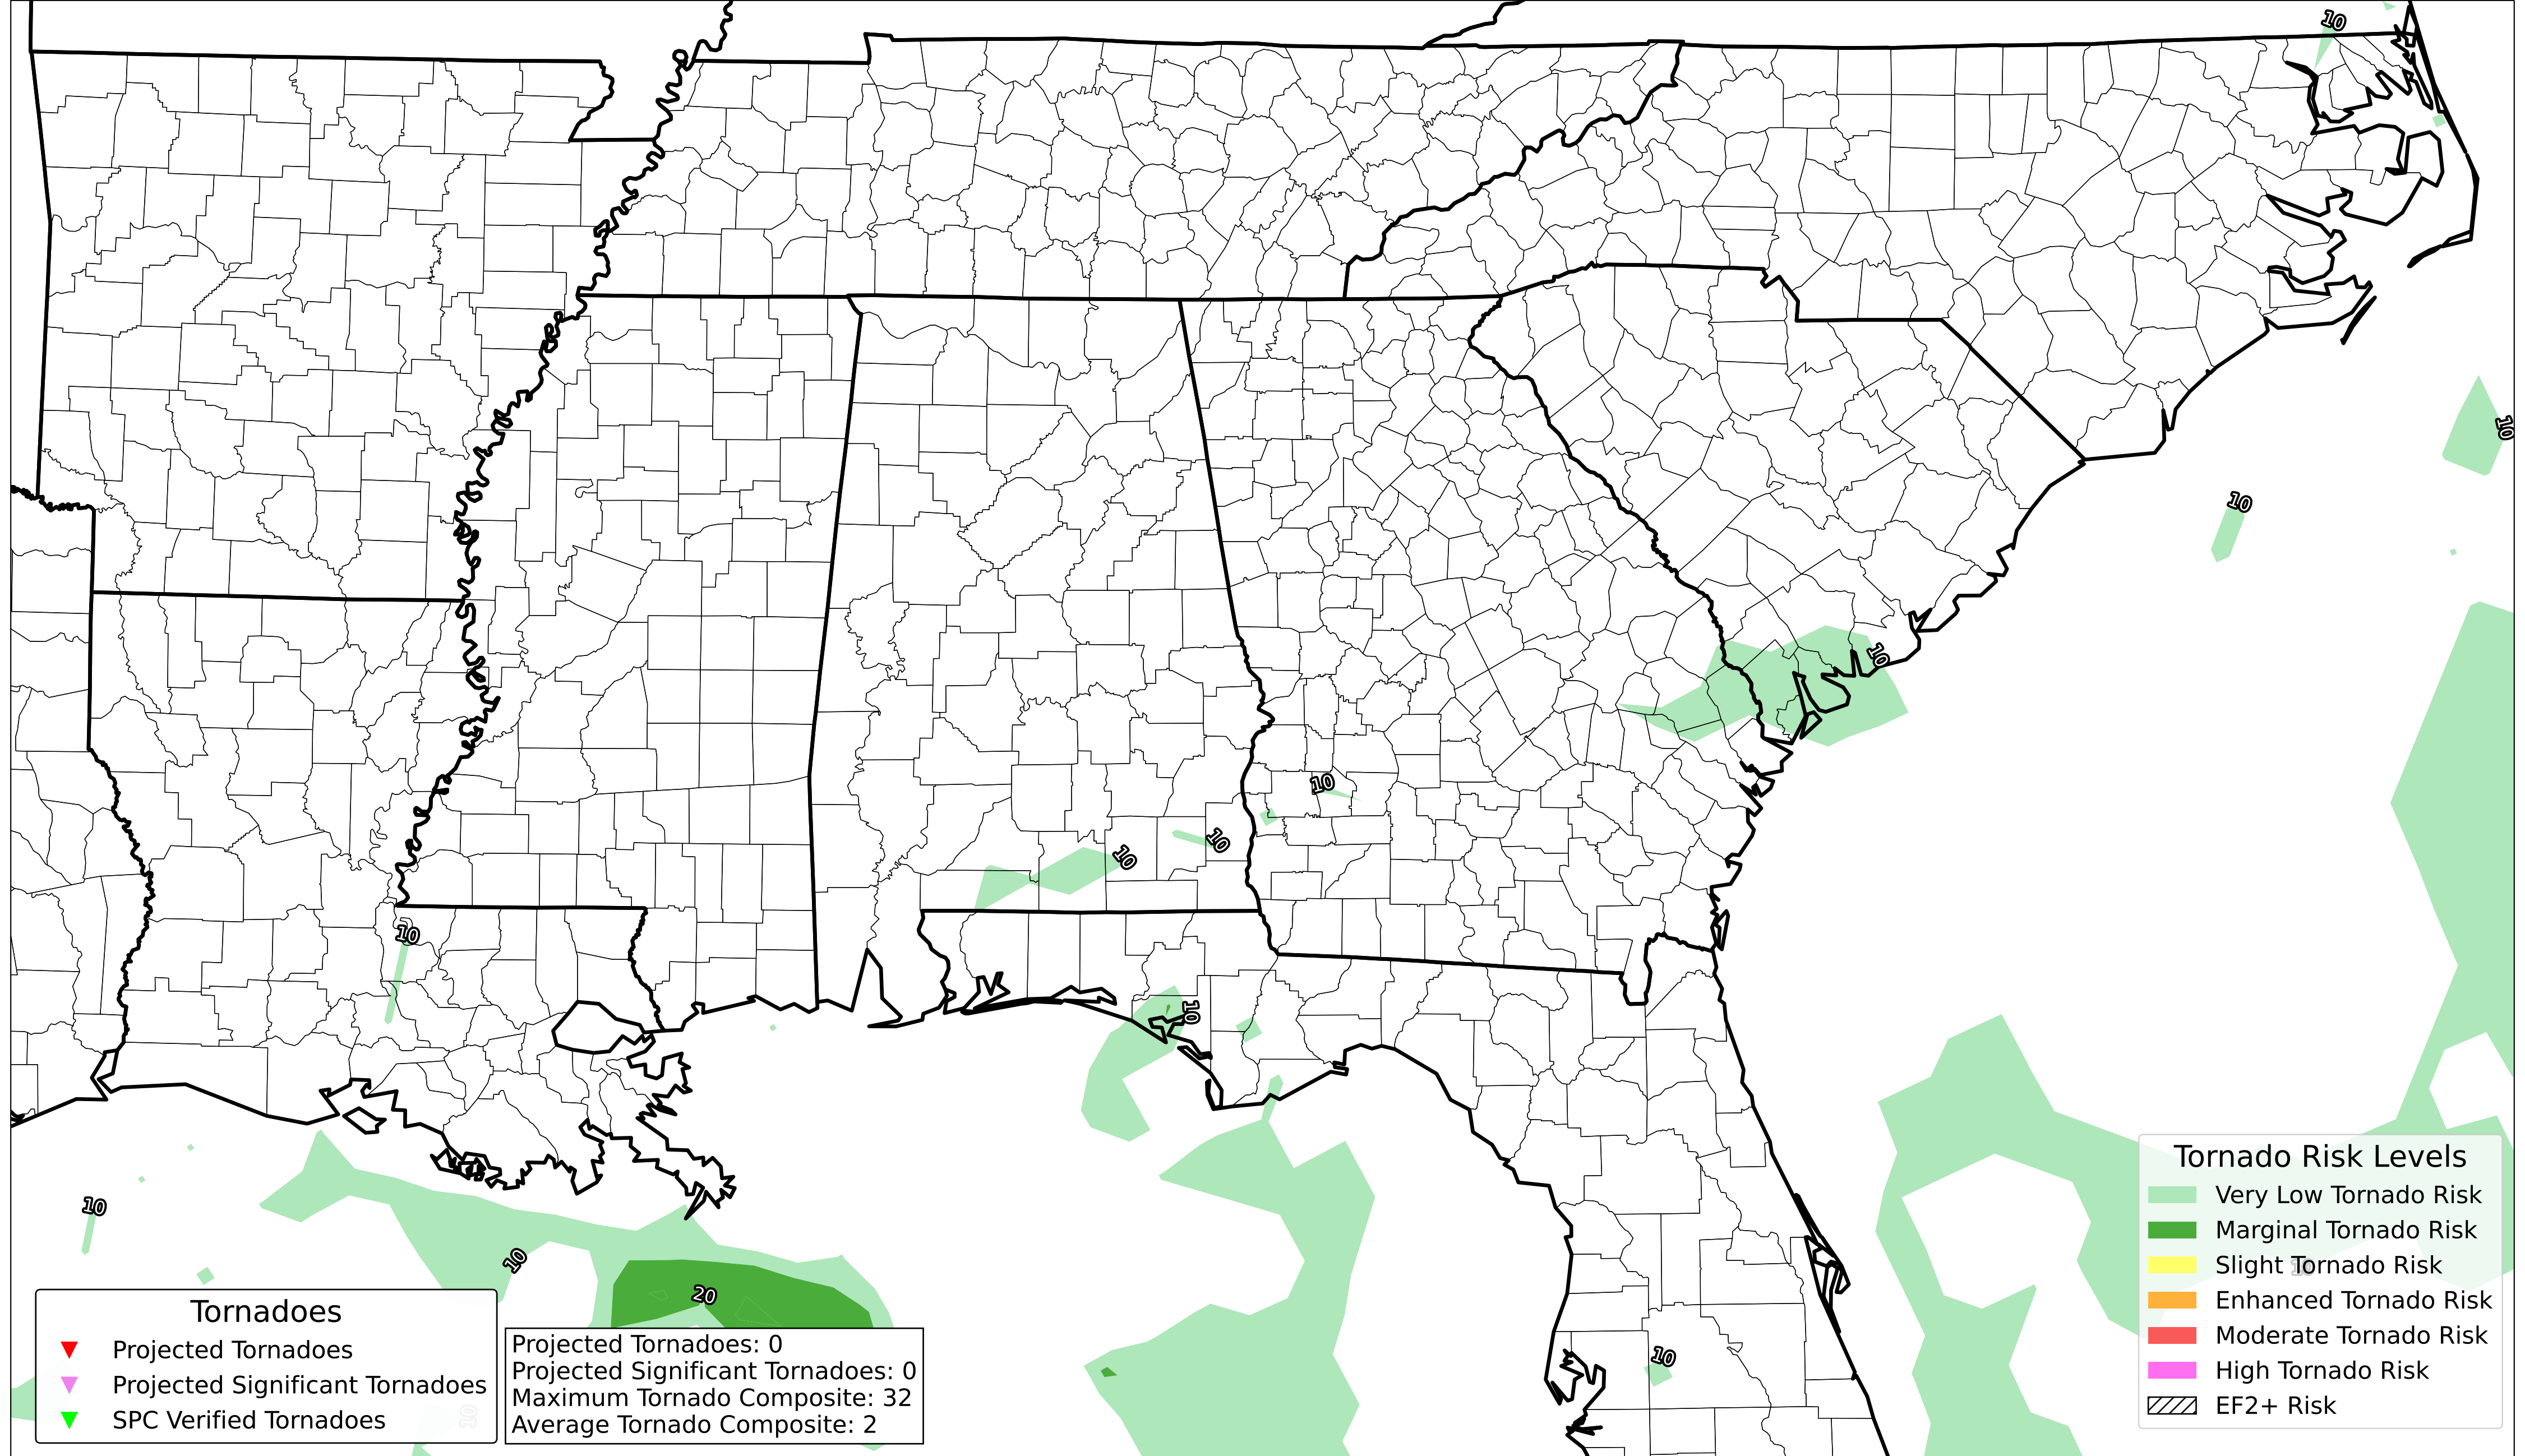 10
10
10
10
10
10
10
10
10
10
10
20
10
10
10
Tornadoes
Projected Tornadoes
Projected Significant Tornadoes
SPC Verified Tornadoes
Projected Tornadoes: 0
Projected Significant Tornadoes: 0
Maximum Tornado Composite: 32
Average Tornado Composite: 2
Tornado Risk Levels
Very Low Tornado Risk
Marginal Tornado Risk
Slight Tornado Risk
Enhanced Tornado Risk
Moderate Tornado Risk
High Tornado Risk
EF2+ Risk